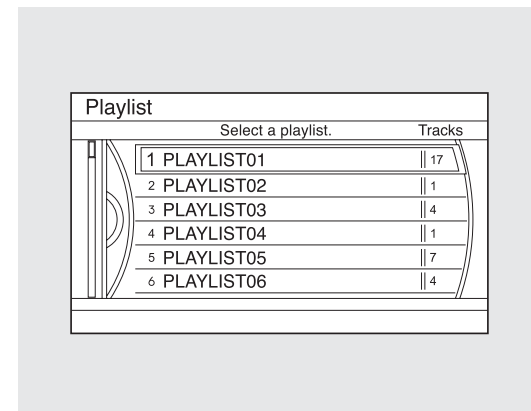 Playlist
Select a playlist. Tracks
1 PLAYLIST01 17
2 PLAYLIST02 1
3 PLAYLIST03 4
4 PLAYLIST04 1
5 PLAYLIST05 7
6 PLAYLIST06 4